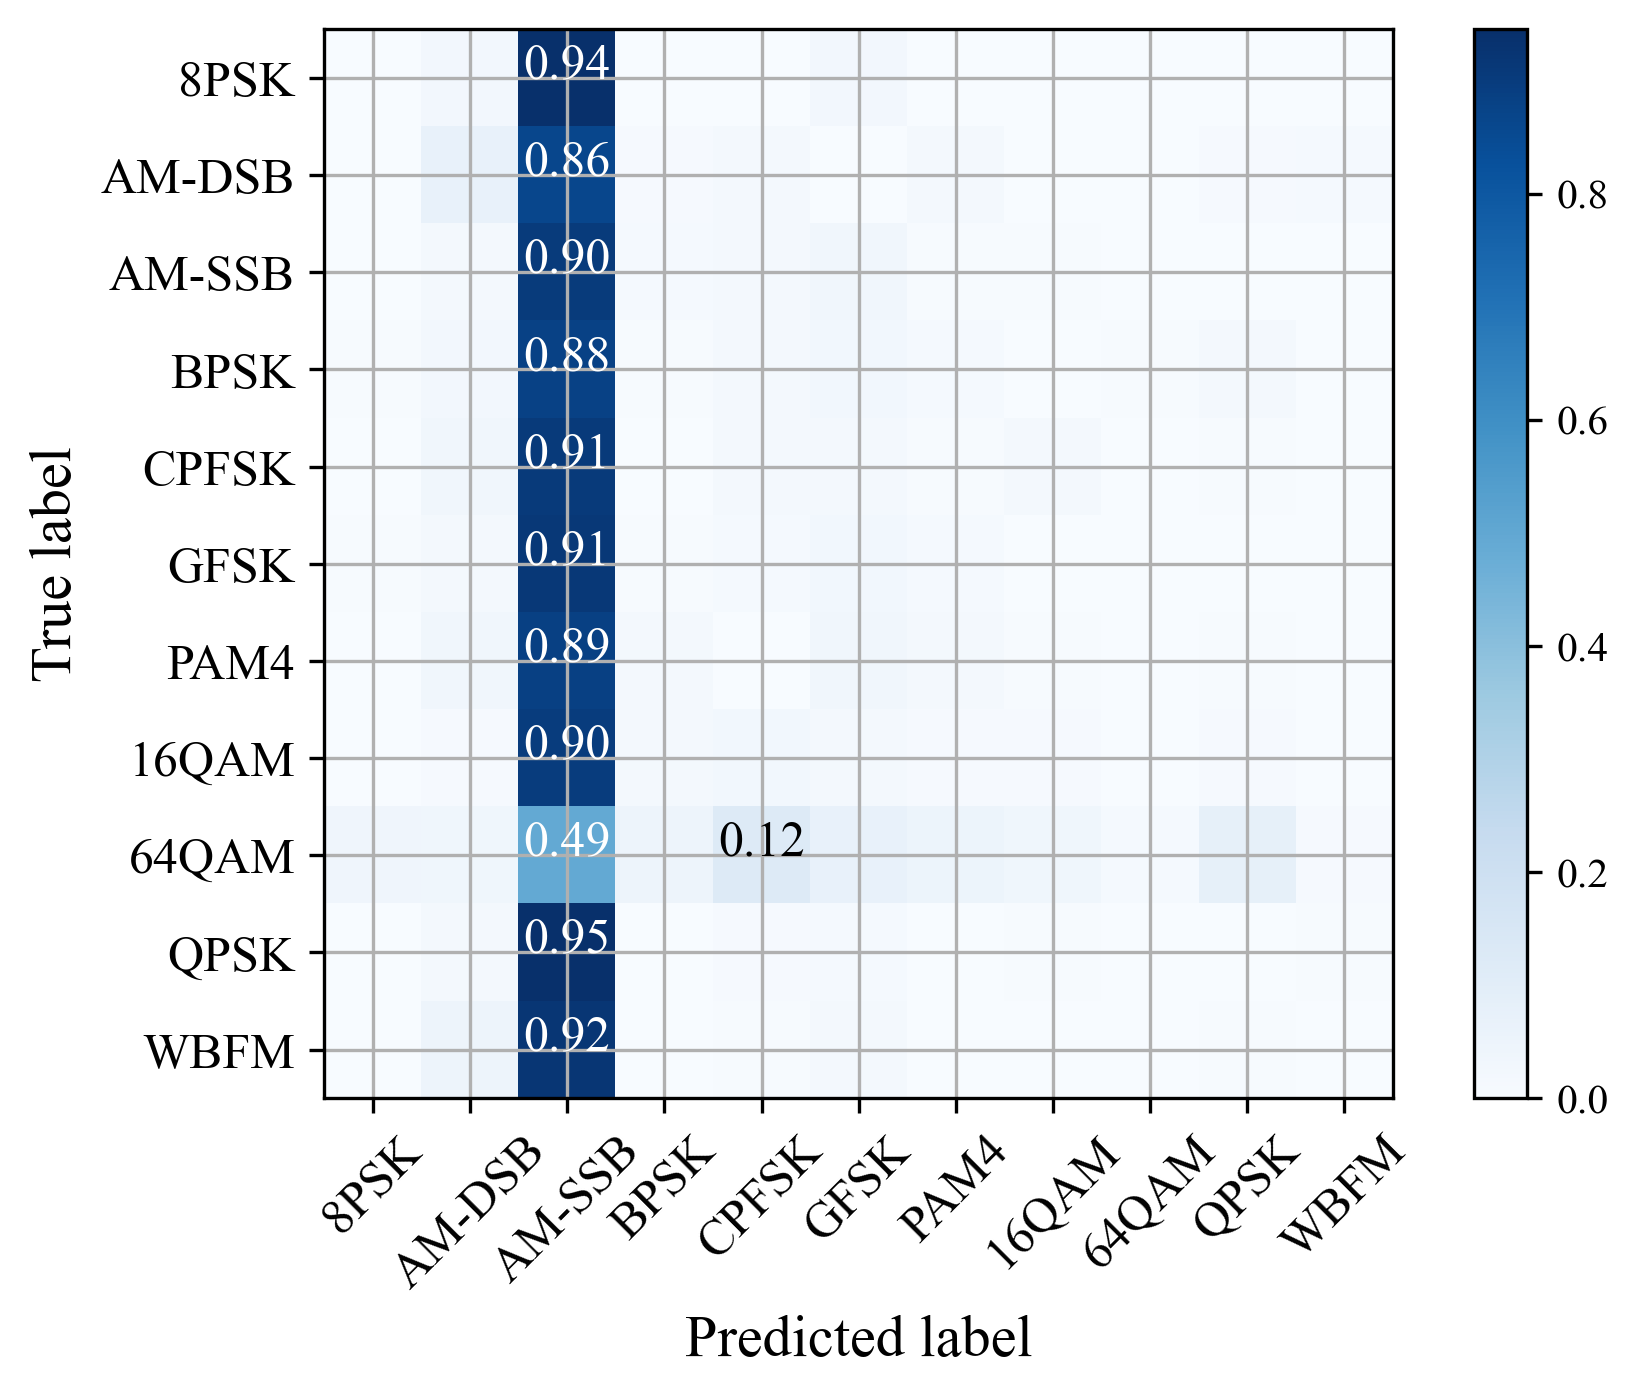 8PSK
AM-DSB
AM-SSB
BPSK
CPFSK
GFSK
PAM4
16QAM
64QAM
QPSK
WBFM
True label
0.94
0.86
0.90
0.88
0.91
0.91
0.89
0.90
0.49 0.12
0.95
0.92
8PSK
AM-DSB
AM-SSB
BPSK
CPFSK
GFSK
PAM4
16QAM
64QAM
QPSK
WBFM
Predicted label
0.8
0.6
0.4
0.2
0.0